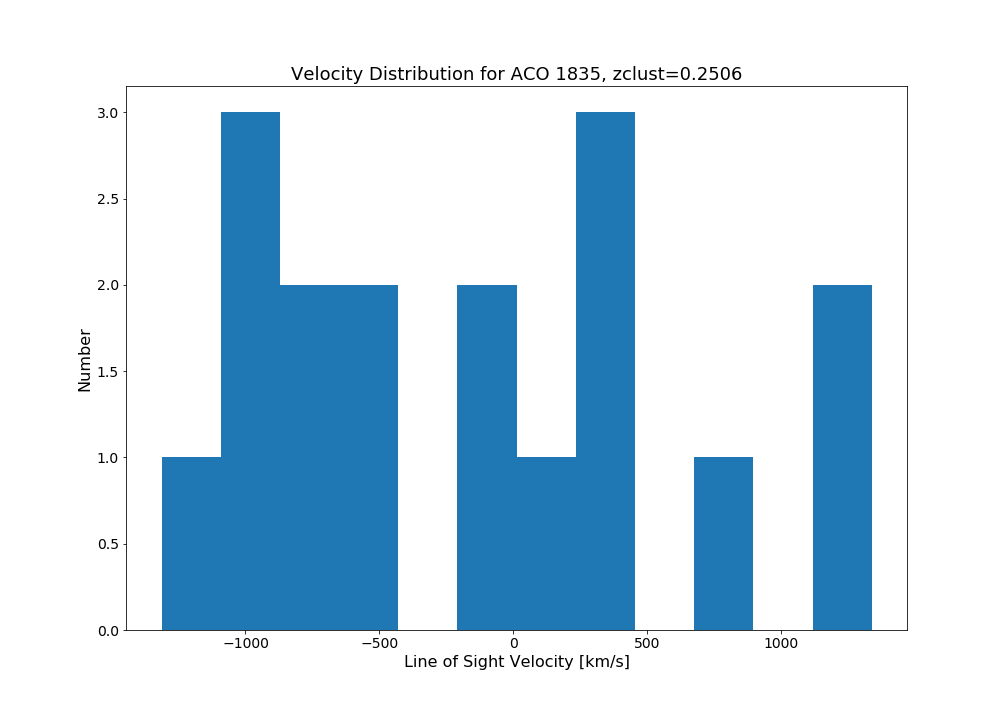 Velocity Distribution for ACO 1835, zclust=0.2506
3.0
2.5
2.0
1.5
1.0
0.5
0.0
Number
−1000 −500 0 500 1000
Line of Sight Velocity [km/s]